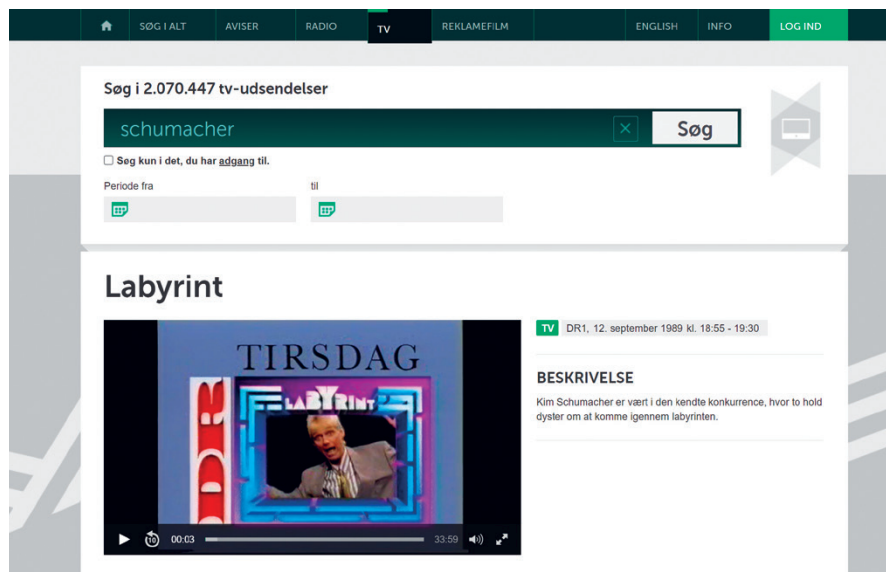 SØG I ALT AVISER RADIO TV REKLAMEFILM ENGLISH INFO LOG IND
Søg i 2.070.447 tv-udsendelser
schumacher Søg
Søg kun i det, du har adgang til.
Periode fra til
Labyrint
TV DR1, 12. september 1989 kl. 18:55 - 19:30
TIRSDAG
LABYRINT
DR
BESKRIVELSE
Kim Schumacher er vært i den kendte konkurrence, hvor to hold
dyster om at komme igennem labyrinten.
10 00:03 33:59